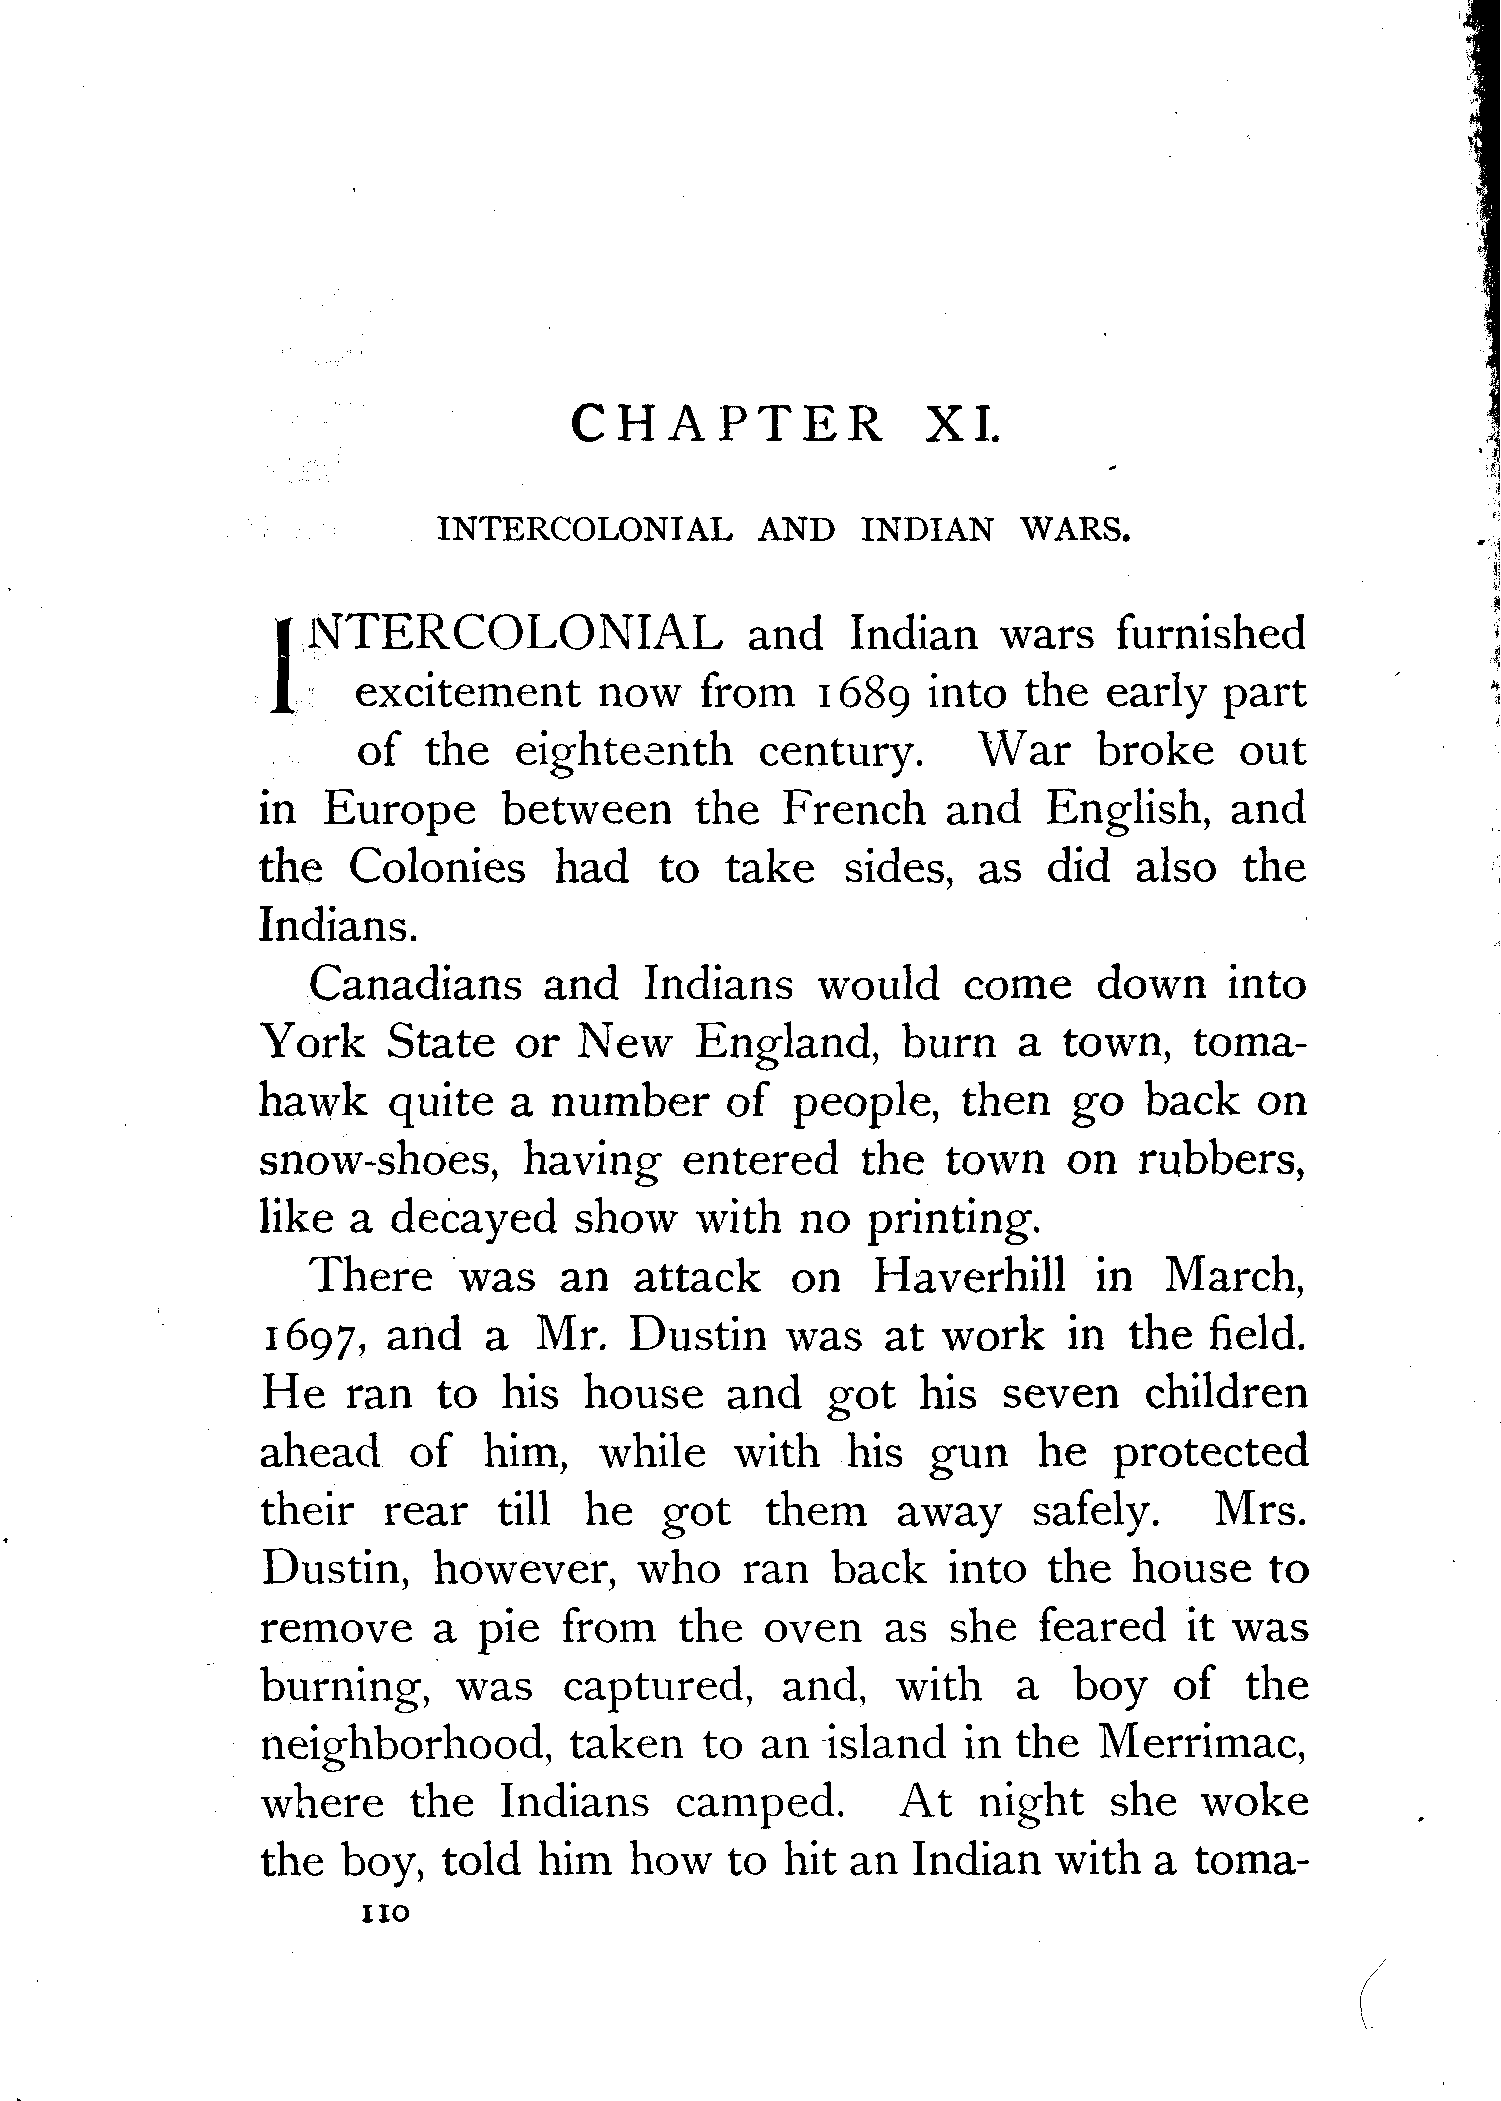 CHAPTER XI.
INTERCOLONIAL AND INDIAN WARS.
INTERCOLONIAL and Indian wars furnished
excitement now from 1689 into the early part
of the eighteenth century. War broke out
in Europe between the French and English, and
the Colonies had to take sides, as did also the
Indians.
Canadians and Indians would come down into
York State or New England, burn a town, toma-
hawk quite a number of people, then go back on
snow-shoes, having entered the town on rubbers,
like a decayed show with no printing.
There was an attack on Haverhill in March,
1697, and a Mr. Dustin was at work in the field.
He ran to his house and got his seven children
ahead of him, while with his gun he protected
their rear till he got them away safely. Mrs.
Dustin, however, who ran back into the house to
remove a pie from the oven as she feared it was
burning, was captured, and, with a boy of the
neighborhood, taken to an island in the Merrimac,
where the Indians camped. At night she woke
the boy, told him how to hit an Indian with a toma-
110